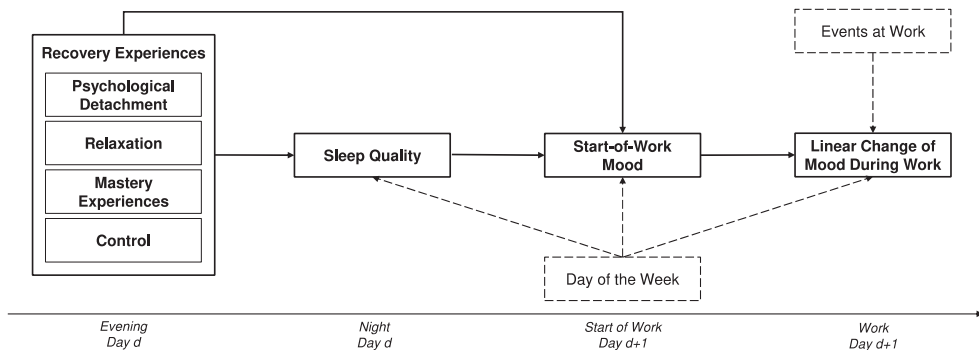 Recovery Experiences
Psychological
Detachment
Relaxation
Mastery
Experiences
Control
Sleep Quality
Start-of-Work
Mood
Events at Work
Linear Change of
Mood During Work
Day of the Week
Evening
Day d
Night
Day d
Start of Work
Day d+1
Work
Day d+1